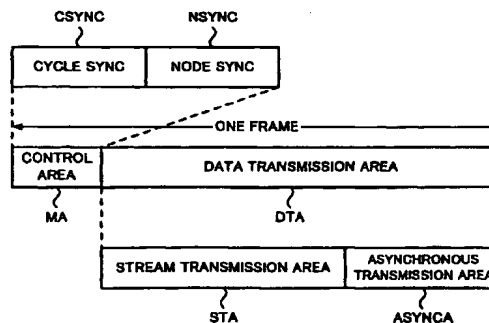 CSYNC NSYNC
CYCLE SYNC NODE SYNC
ONE FRAME
CONTROL AREA DATA TRANSMISSION AREA
MA DTA
STREAM TRANSMISSION AREA ASYNCHRONOUS TRANSMISSION AREA
STA ASYNCA